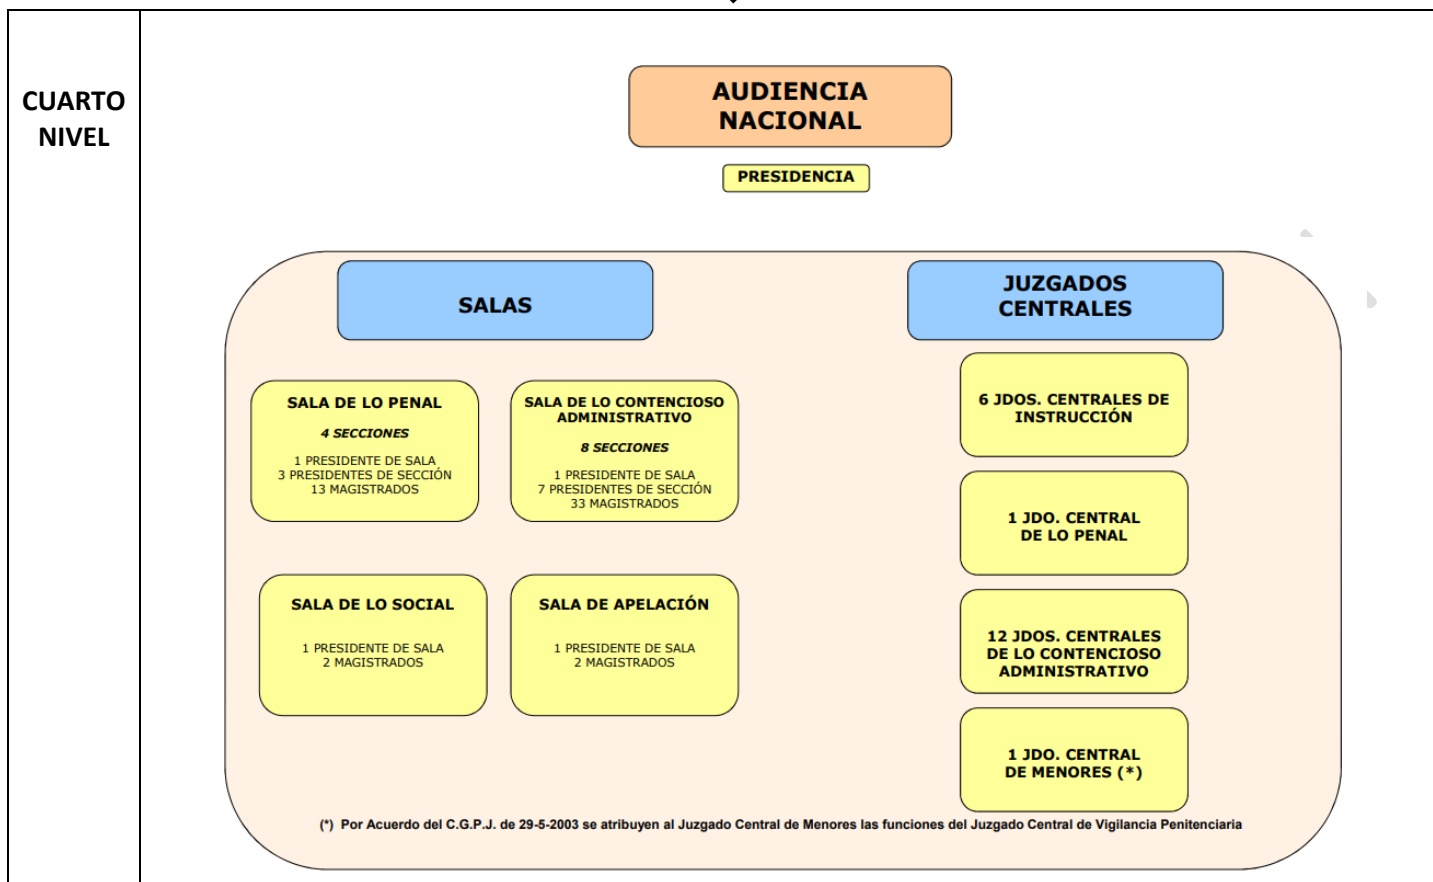 CUARTO
NIVEL
AUDIENCIA
NACIONAL
PRESIDENCIA
SALAS
SALA DE LO PENAL
4 SECCIONES
1 PRESIDENTE DE SALA
3 PRESIDENTES DE SECCIÓN
13 MAGISTRADOS
SALA DE LO CONTENCIOSO
ADMINISTRATIVO
8 SECCIONES
1 PRESIDENTE DE SALA
7 PRESIDENTES DE SECCIÓN
33 MAGISTRADOS
SALA DE LO SOCIAL
1 PRESIDENTE DE SALA
2 MAGISTRADOS
SALA DE APELACIÓN
1 PRESIDENTE DE SALA
2 MAGISTRADOS
JUZGADOS
CENTRALES
6 JDOS. CENTRALES DE
INSTRUCCIÓN
1 JDO. CENTRAL
DE LO PENAL
12 JDOS. CENTRALES
DE LO CONTENCIOSO
ADMINISTRATIVO
1 JDO. CENTRAL
DE MENORES (*)
(*) Por Acuerdo del C.G.P.J. de 29-5-2003 se atribuyen al Juzgado Central de Menores las funciones del Juzgado Central de Vigilancia Penitenciaria